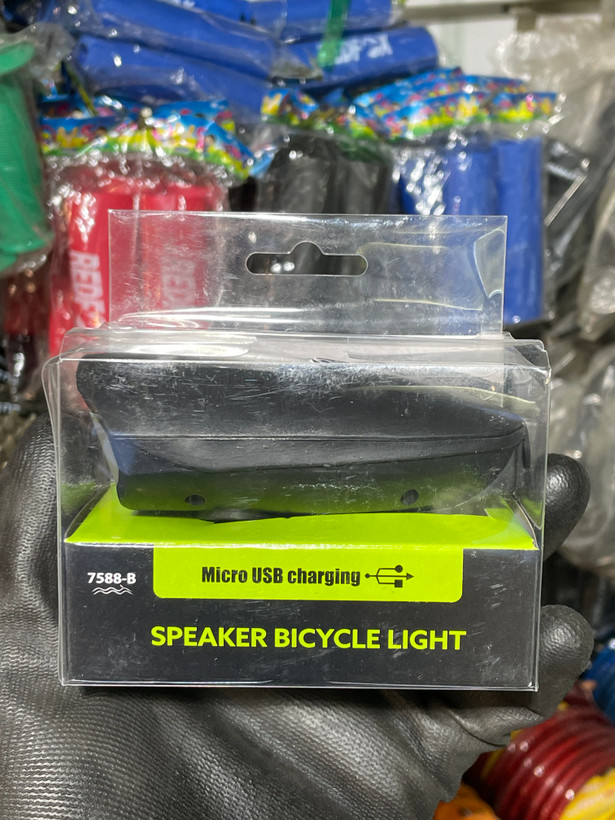 7588-B
Micro USB charging
SPEAKER BICYCLE LIGHT